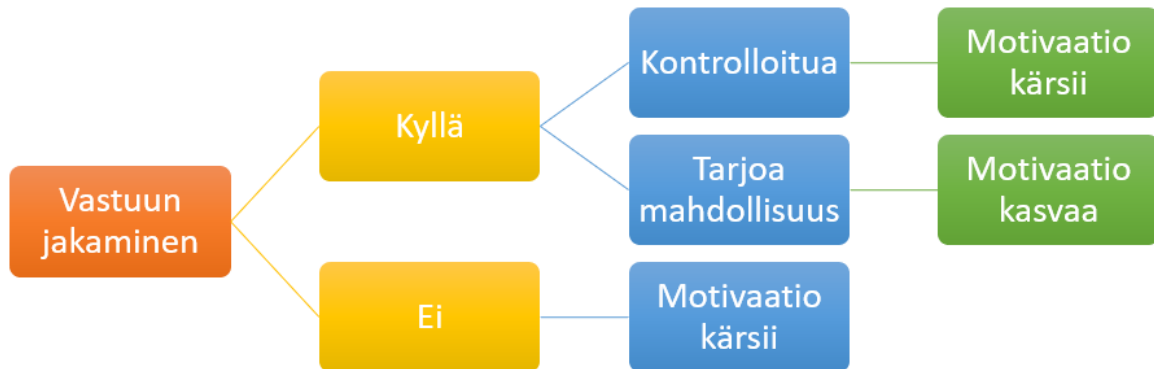 Vastuun
jakaminen
Kyllä
Kontrolloitua
Motivaatio
kärsii
Tarjoa
mahdollisuus
Motivaatio
kasvaa
Ei
Motivaatio
kärsii